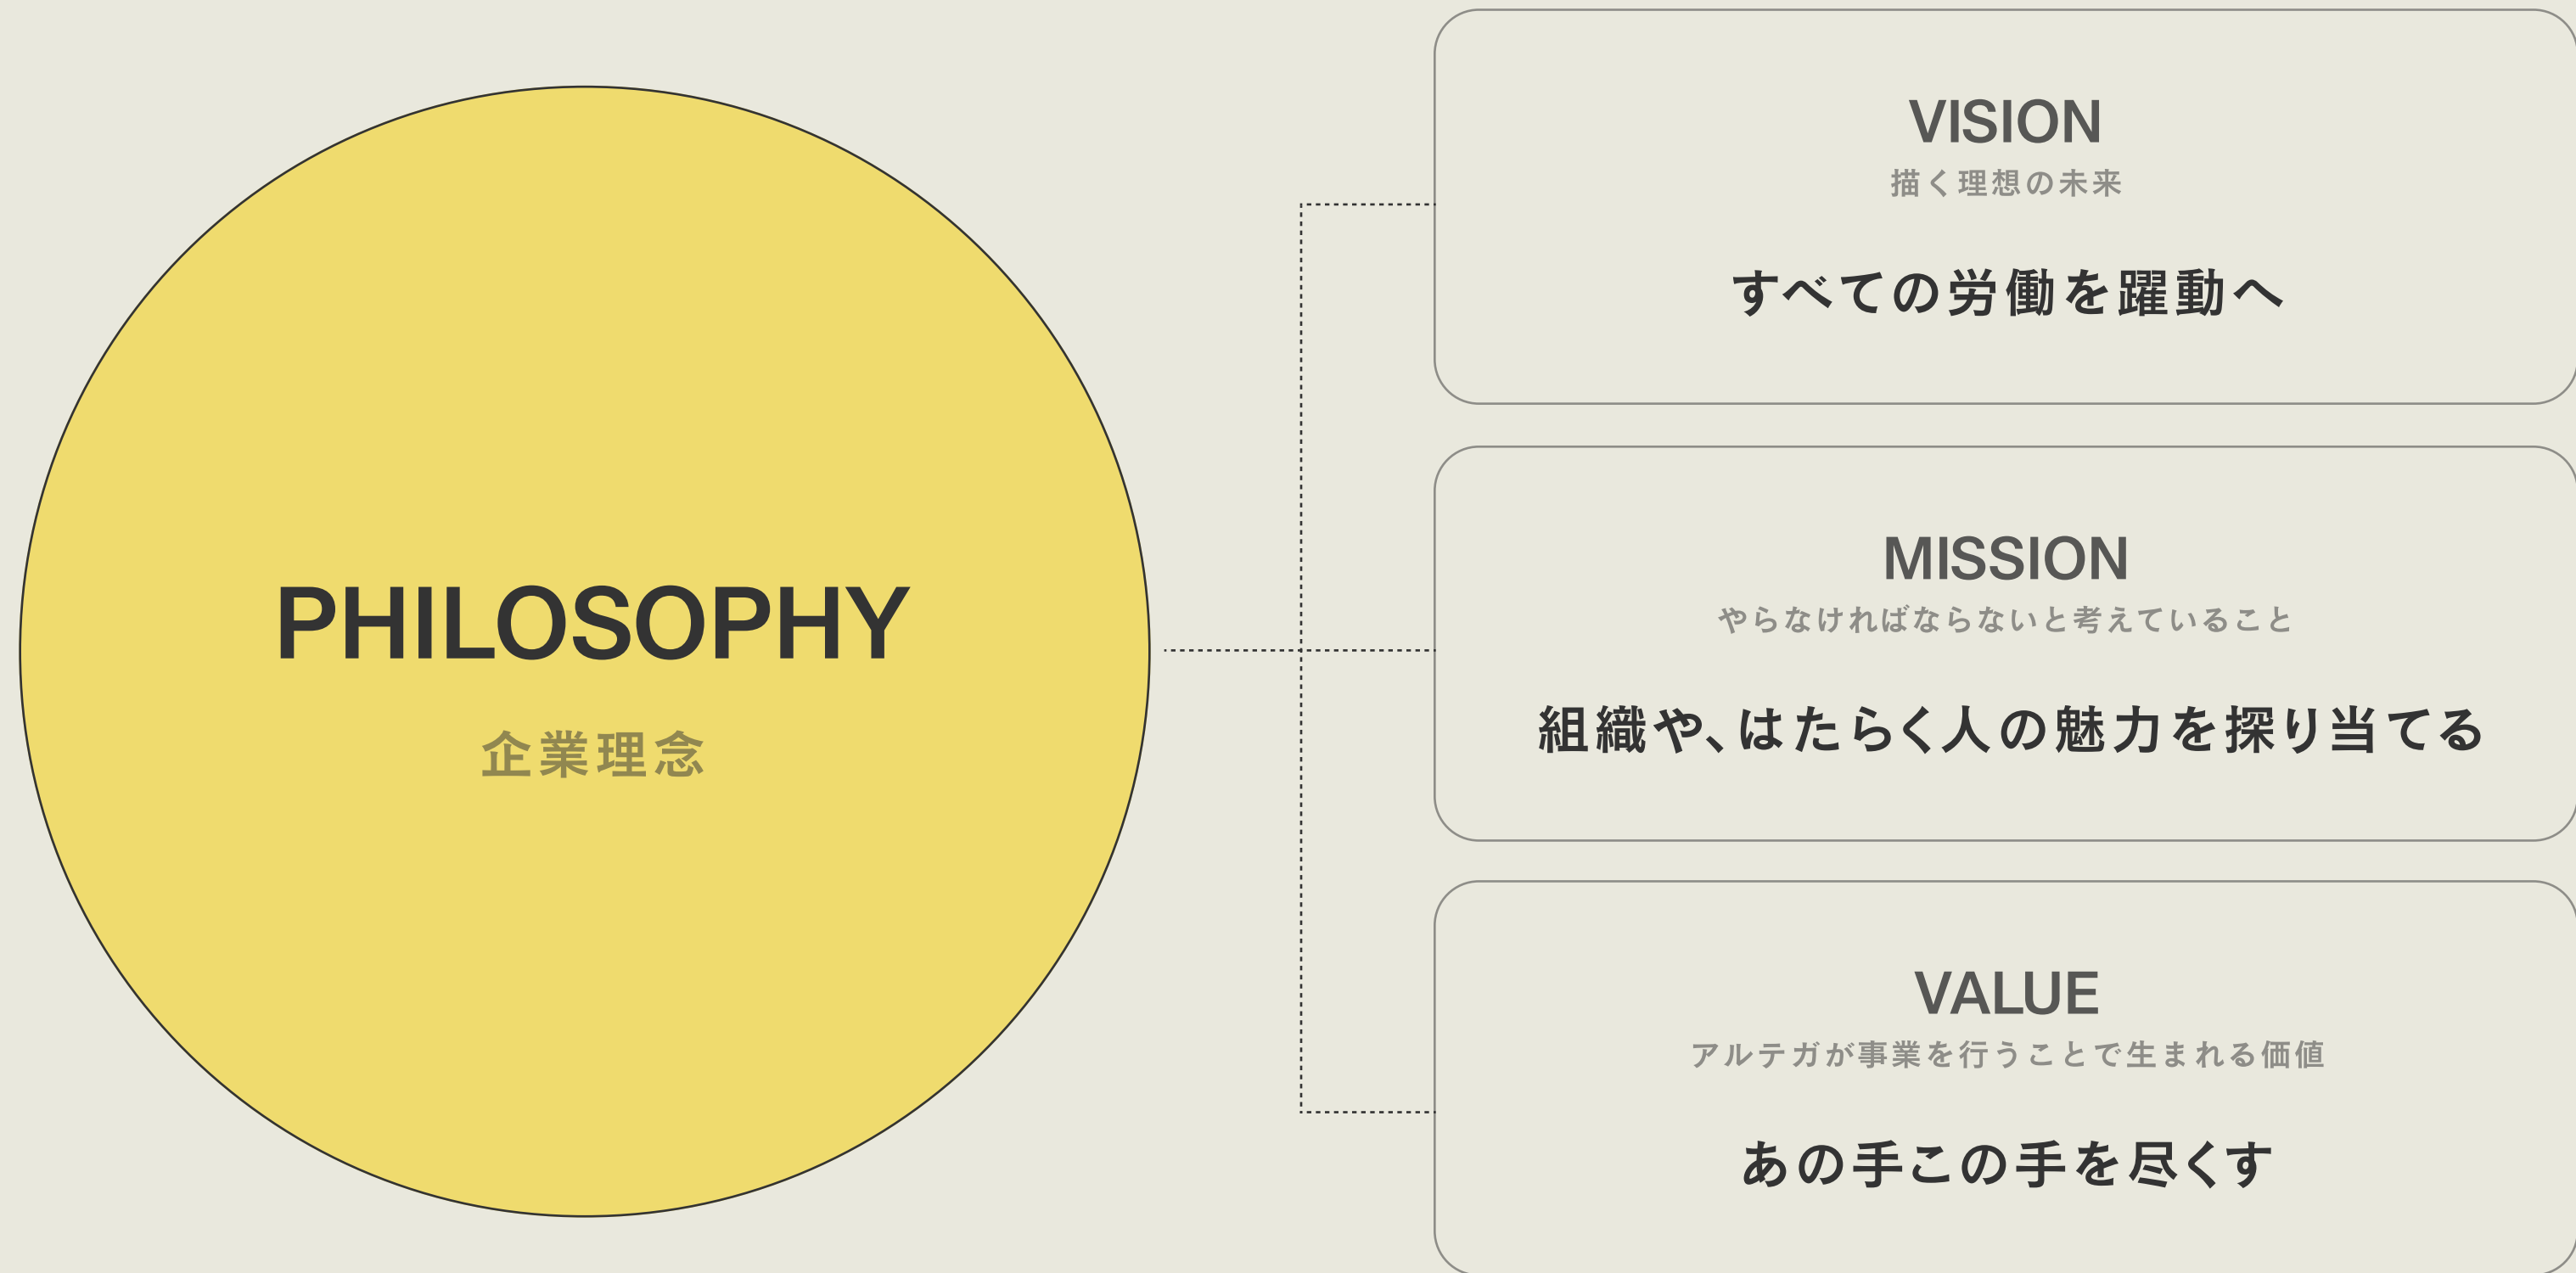 PHILOSOPHY
企業理念
VISION
描く理想の未来
すべての労働を躍動へ
MISSION
やらなければならないと考えていること
組織や、はたらく人の魅力を探り当てる
VALUE
アルテガが事業を行うことで生まれる価値
あの手この手を尽くす